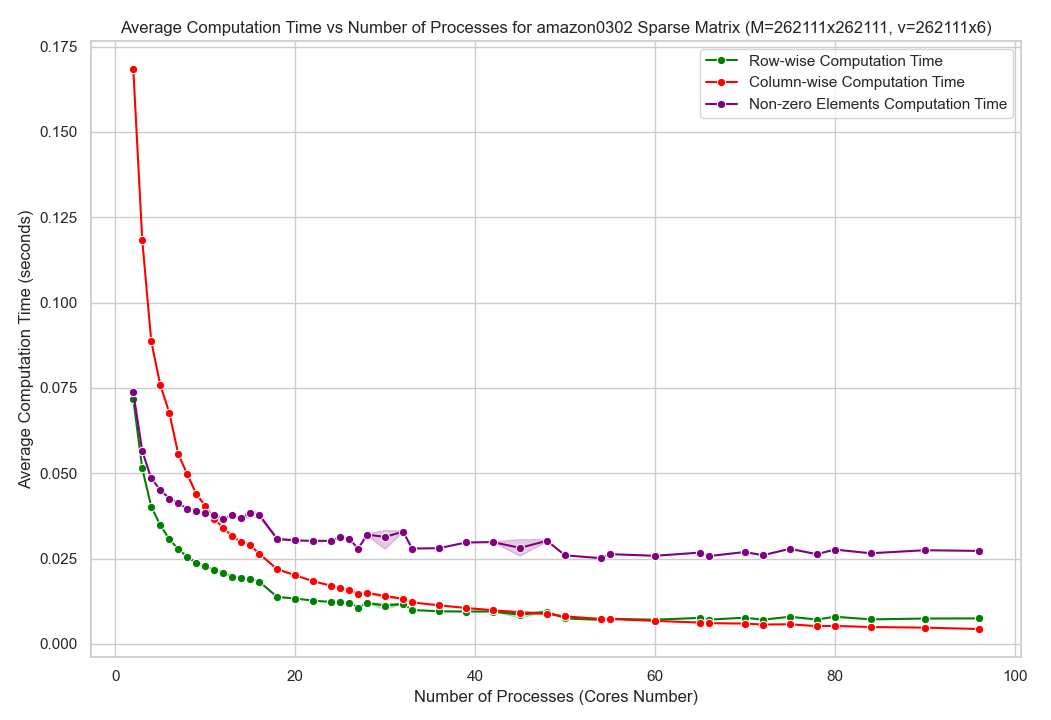 Average Computation Time vs Number of Processes for amazon0302 Sparse Matrix (M=262111x262111, v=262111x6)
Row-wise Computation Time
Column-wise Computation Time
Non-zero Elements Computation Time
Average Computation Time (seconds)
0.175
0.150
0.125
0.100
0.075
0.050
0.025
0.000
0 20 40 60 80 100
Number of Processes (Cores Number)